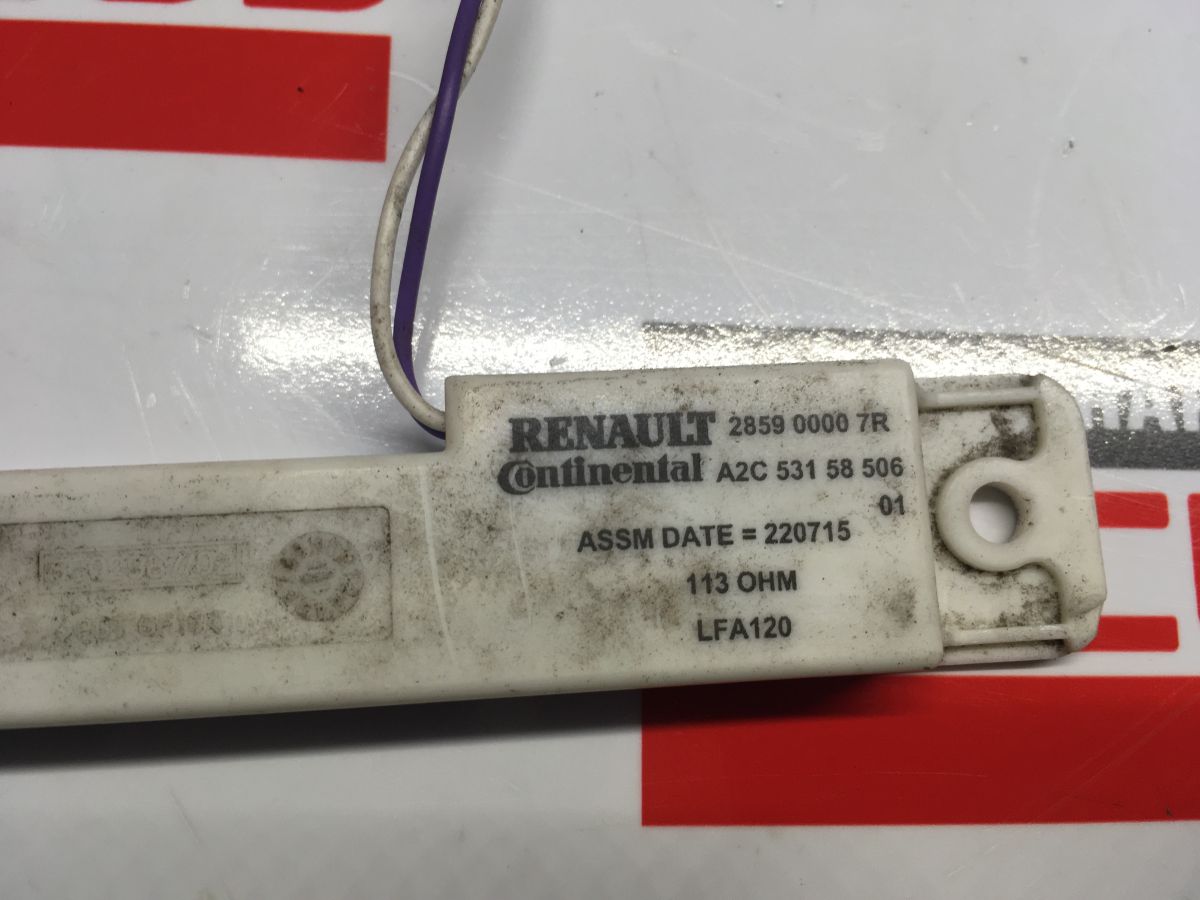 RENAULT 2859 0000 7R
Continental A2C 531 58 506
01
ASSM DATE = 220715
113 OHM
LFA120